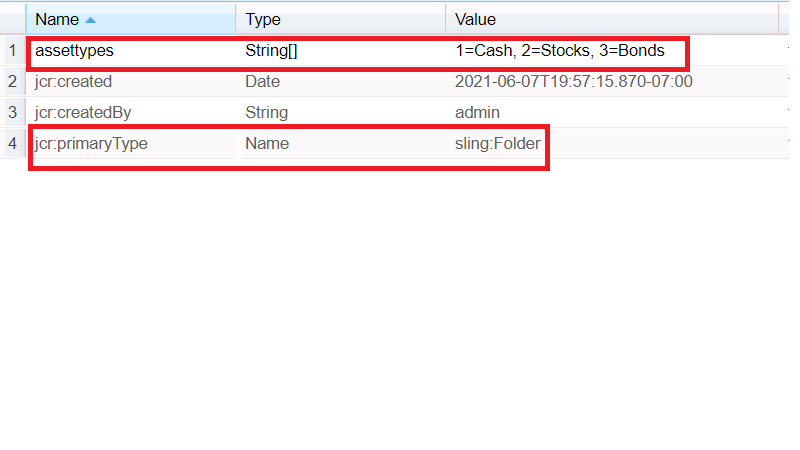 Name Type Value
1 assettypes String[] 1=Cash, 2=Stocks, 3=Bonds
2 jcr:created Date 2021-06-07T19:57:15.870-07:00
3 jcr:createdBy String admin
4 jcr:primaryType Name sling:Folder